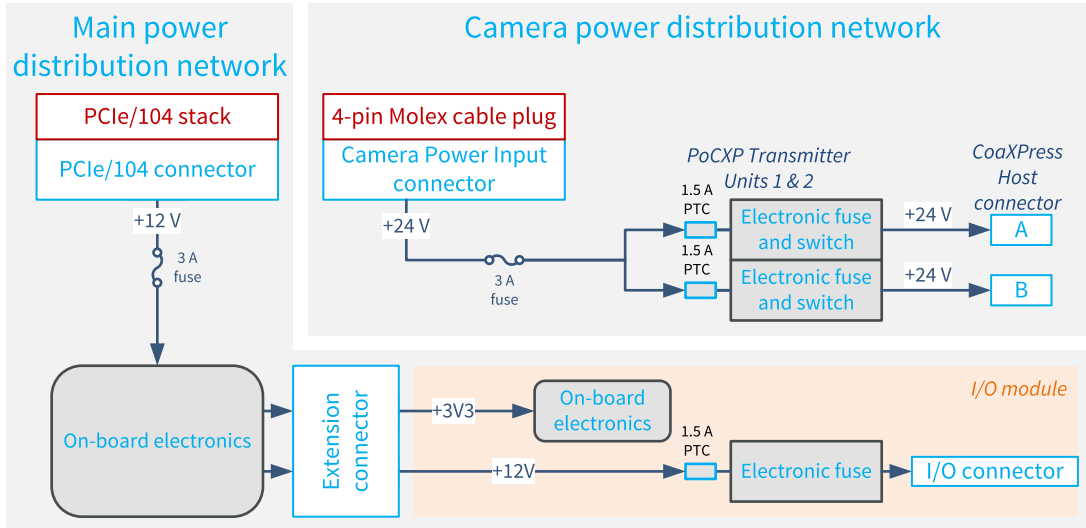 Main power
distribution network
PCIe/104 stack
PCIe/104 connector
+12 V
3 A
fuse
Camera power distribution network
4-pin Molex cable plug
Camera Power Input
connector
+24 V
3 A
fuse
PoCXP Transmitter
Units 1 & 2
CoaXPress
Host
connector
1.5 A
PTC
Electronic fuse
and switch
+24 V
A
1.5 A
PTC
Electronic fuse
and switch
+24 V
B
On-board electronics
Extension
connector
I/O module
+3V3
On-board
electronics
+12V
1.5 A
PTC
Electronic fuse
I/O connector